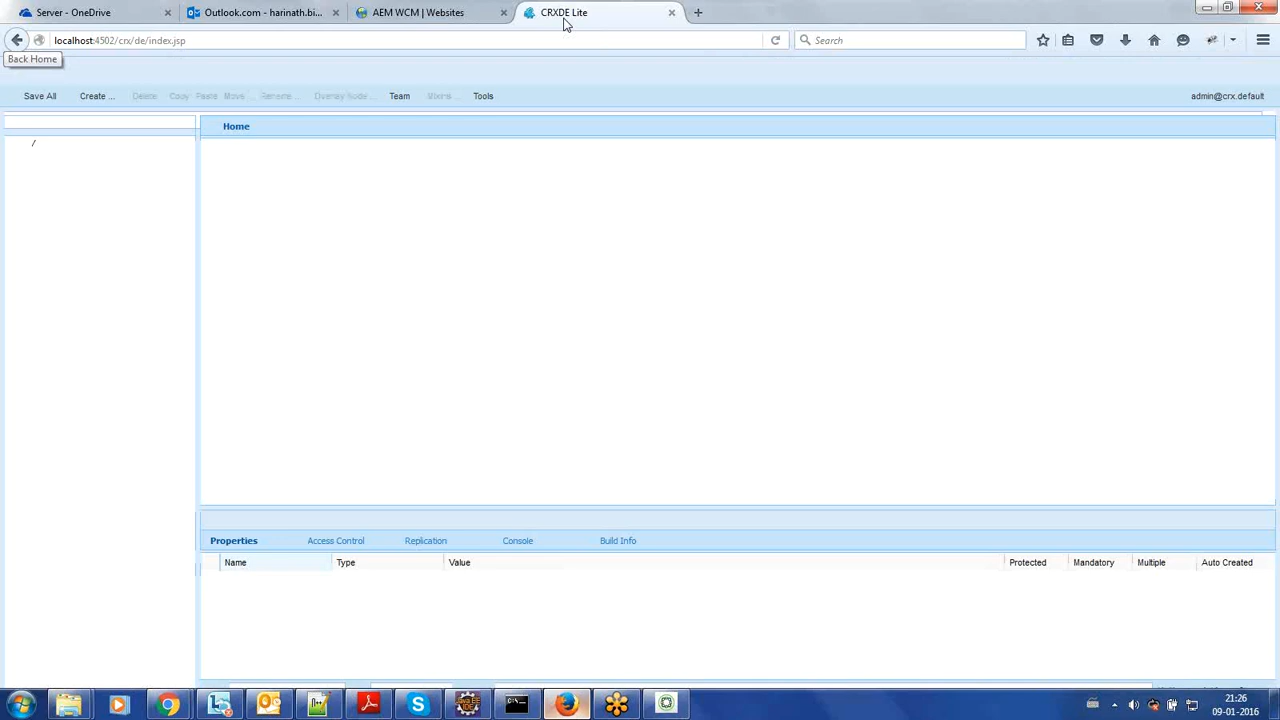 Server - OneDrive
Outlook.com - harinath.bi...
AEM WCM | Websites
CRXDE Lite
localhost:4502/crx/de/index.jsp
Search
Back Home
Save All
Create ...
Delete
Copy
Paste
Move ...
Rename ...
Overlay Node ...
Team
Mixins ...
Tools
admin@crx.default
Home
/
Properties
Access Control
Replication
Console
Build Info
Name
Type
Value
Protected
Mandatory
Multiple
Auto Created
21:26
09-01-2016